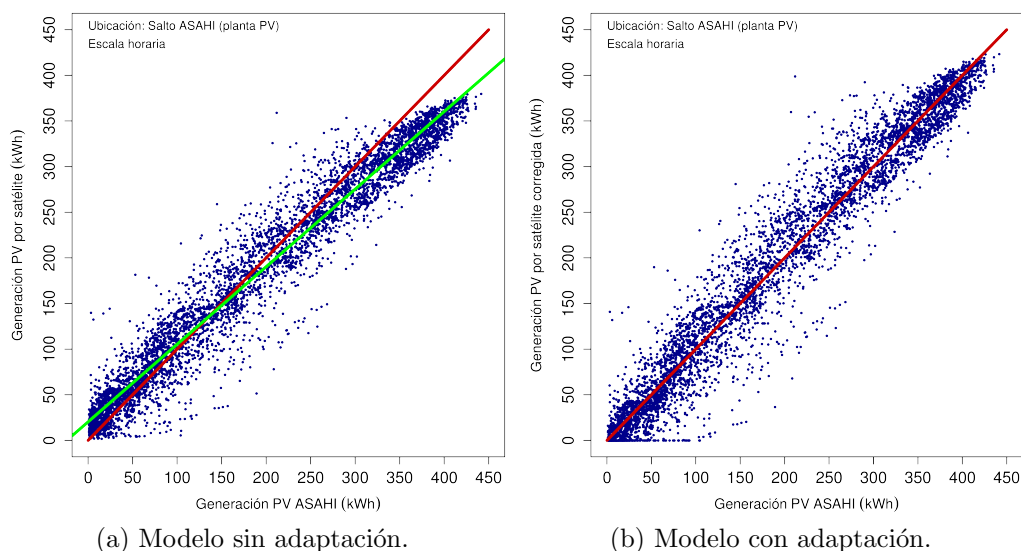 Ubicación: Salto ASAHI (planta PV)
Escala horaria
Generación PV por satélite (kWh)
450
400
350
300
250
200
150
100
50
0
0 50 100 150 200 250 300 350 400 450
Generación PV ASAHI (kWh)
(a) Modelo sin adaptación.
Ubicación: Salto ASAHI (planta PV)
Escala horaria
Generación PV por satélite corregida (kWh)
450
400
350
300
250
200
150
100
50
0
0 50 100 150 200 250 300 350 400 450
Generación PV ASAHI (kWh)
(b) Modelo con adaptación.